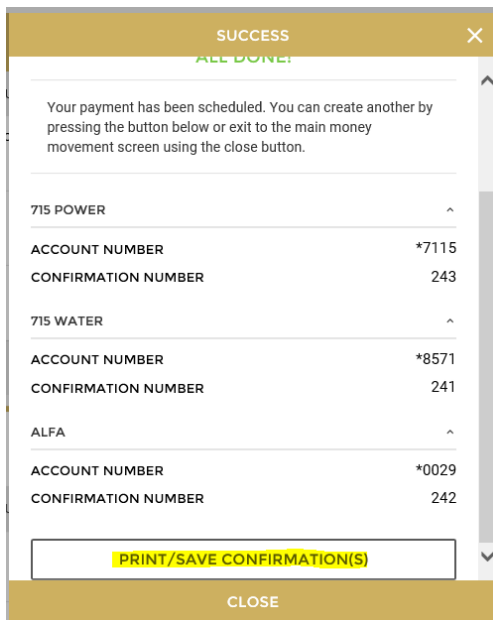 SUCCESS
ALL DONE!
Your payment has been scheduled. You can create another by
pressing the button below or exit to the main money
movement screen using the close button.
715 POWER
ACCOUNT NUMBER *7115
CONFIRMATION NUMBER 243
715 WATER
ACCOUNT NUMBER *8571
CONFIRMATION NUMBER 241
ALFA
ACCOUNT NUMBER *0029
CONFIRMATION NUMBER 242
PRINT/SAVE CONFIRMATION(S)
CLOSE